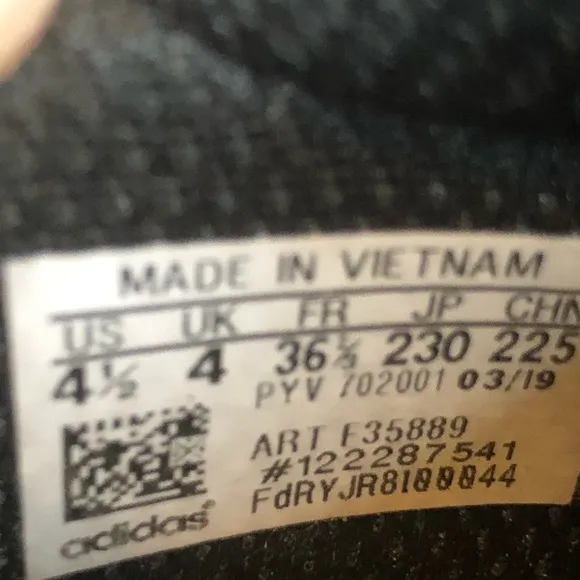 MADE IN VIETNAM
US UK FR JP CHN
4½ 4 36⅔ 230 225
PYV 702001 03/19
ART F35889
#122287541
FdRYJR8100044
adidas